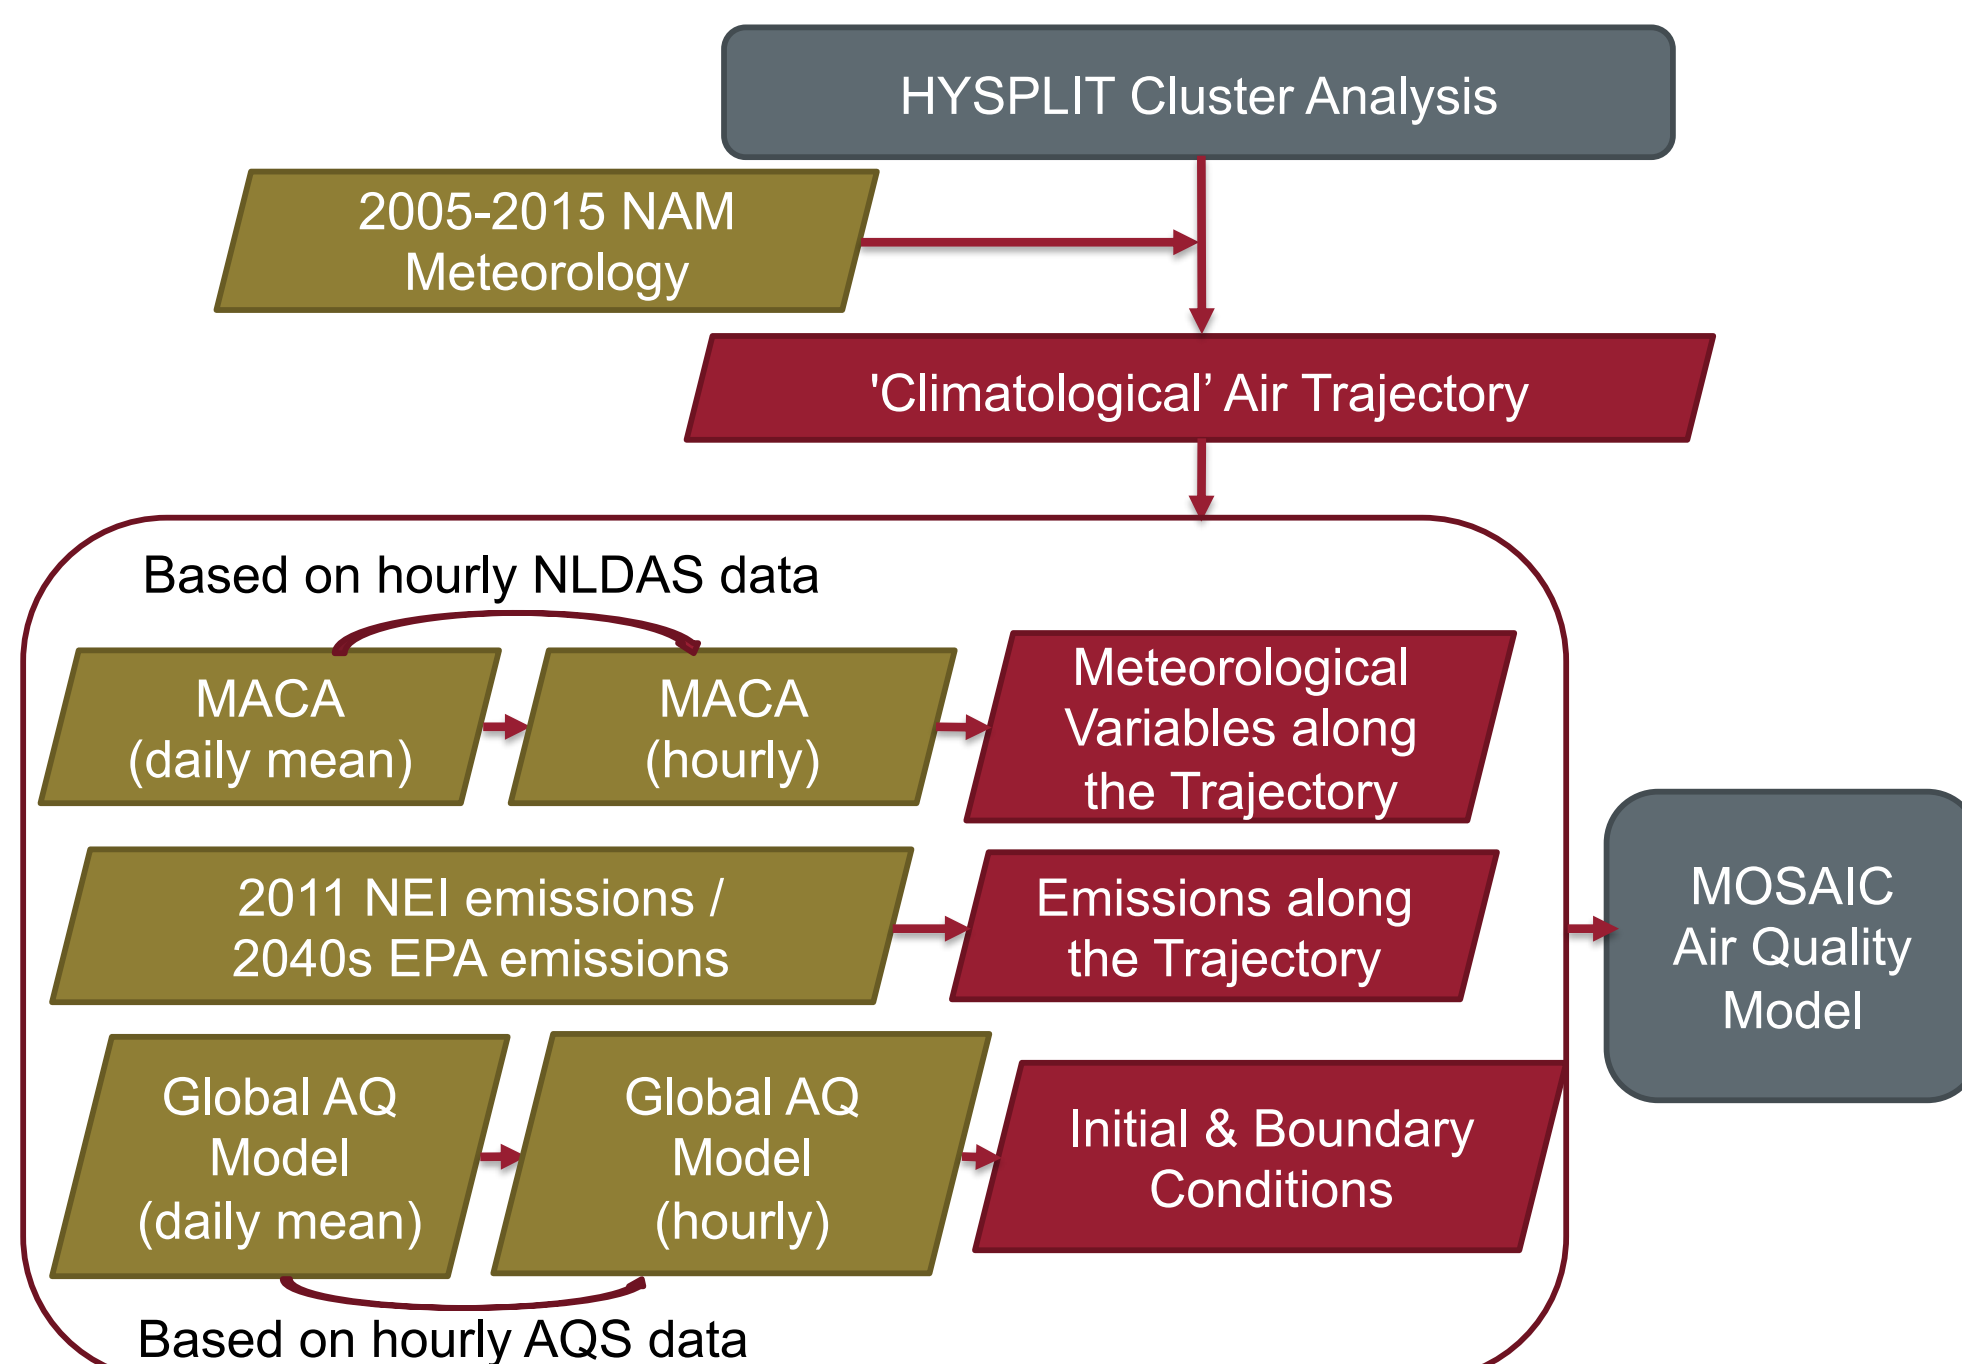 HYSPLIT Cluster Analysis
2005-2015 NAM
Meteorology
'Climatological’ Air Trajectory
Based on hourly NLDAS data
MACA
(daily mean)
MACA
(hourly)
Meteorological
Variables along
the Trajectory
2011 NEI emissions /
2040s EPA emissions
Emissions along
the Trajectory
MOSAIC
Air Quality
Model
Global AQ
Model
(daily mean)
Global AQ
Model
(hourly)
Initial & Boundary
Conditions
Based on hourly AQS data